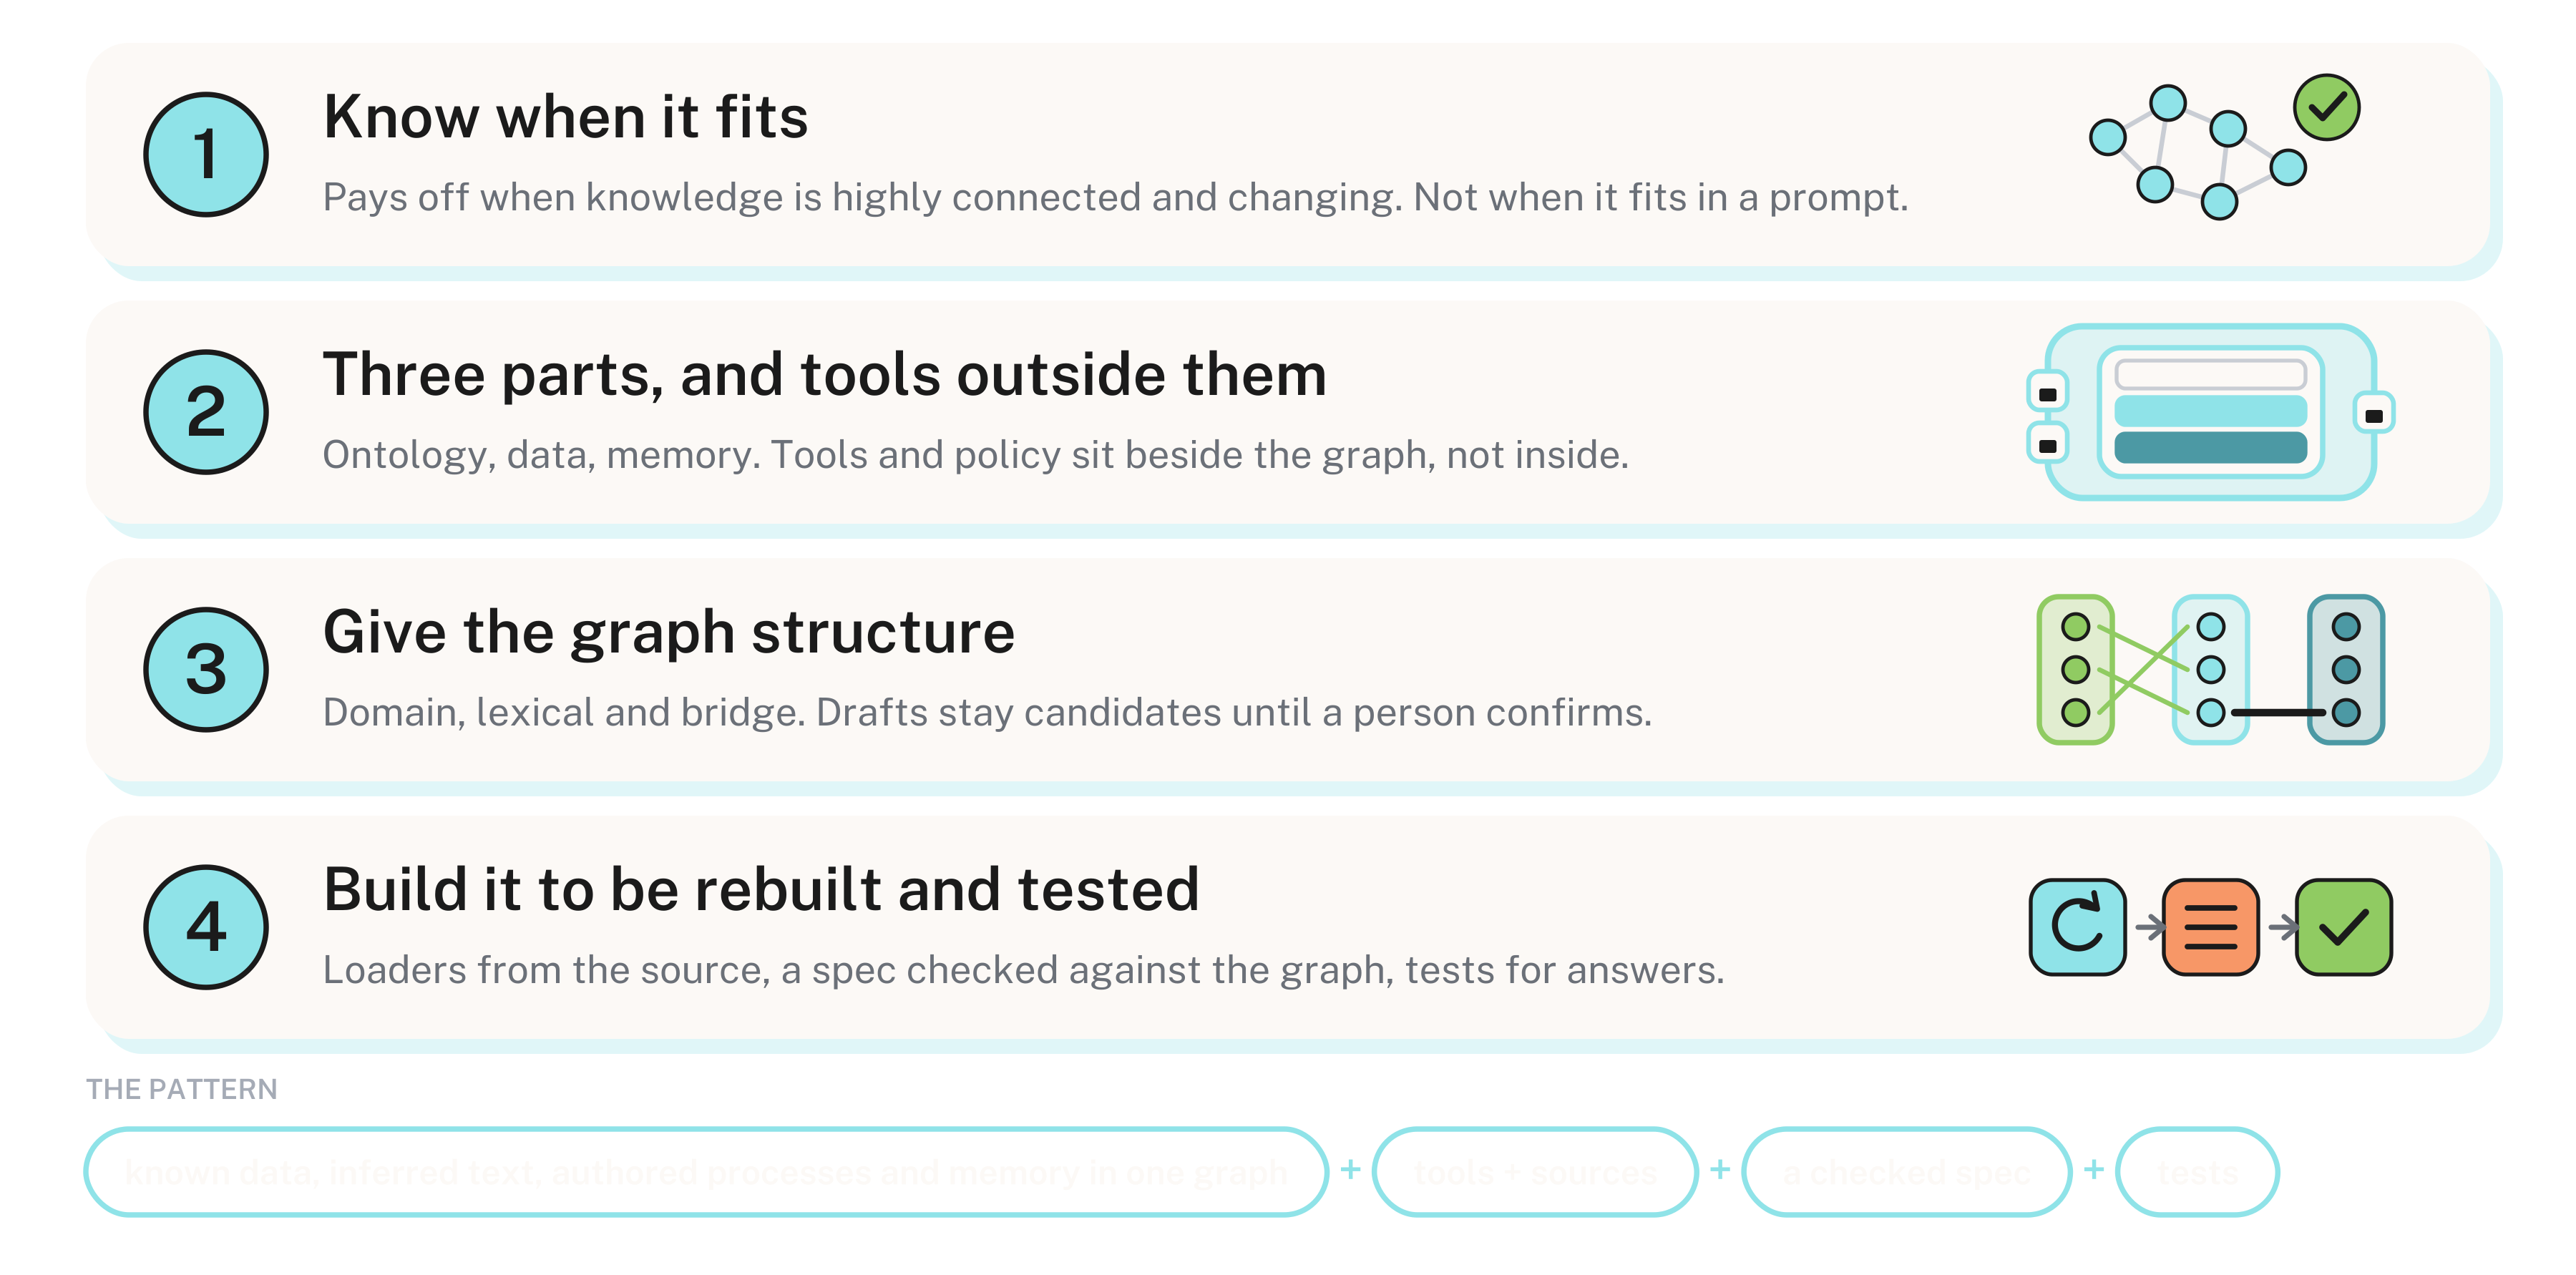 1
Know when it fits
Pays off when knowledge is highly connected and changing. Not when it fits in a prompt.
2
Three parts, and tools outside them
Ontology, data, memory. Tools and policy sit beside the graph, not inside.
3
Give the graph structure
Domain, lexical and bridge. Drafts stay candidates until a person confirms.
4
Build it to be rebuilt and tested
Loaders from the source, a spec checked against the graph, tests for answers.
THE PATTERN
known data, inferred text, authored processes and memory in one graph + tools + sources + a checked spec + tests